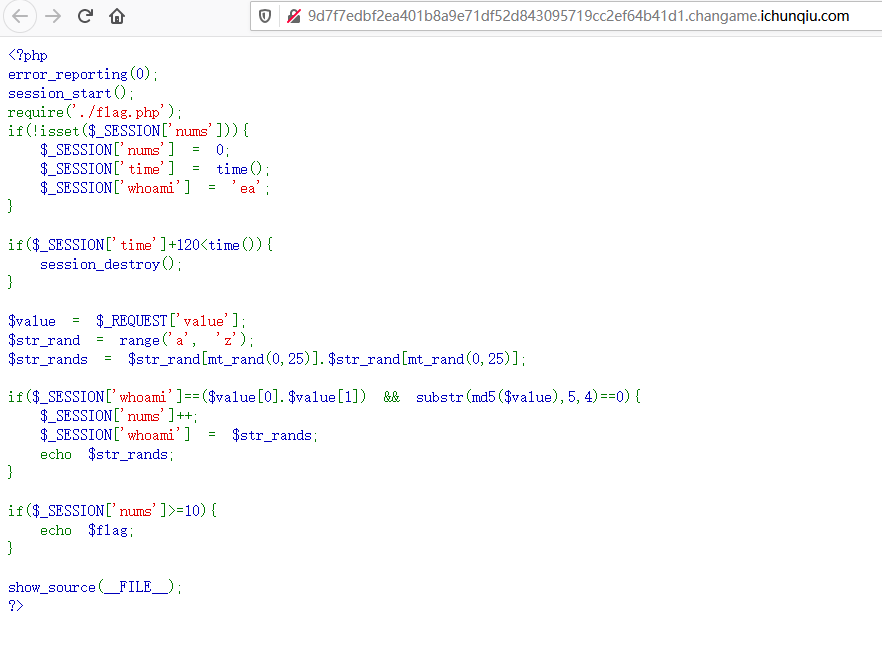 9d7f7edbf2ea401b8a9e71df52d843095719cc2ef64b41d1.changame.ichunqiu.com
<?php
error_reporting(0);
session_start();
require('./flag.php');
if(!isset($_SESSION['nums'])){
    $_SESSION['nums'] = 0;
    $_SESSION['time'] = time();
    $_SESSION['whoami'] = 'ea';
}

if($_SESSION['time']+120<time()){
    session_destroy();
}

$value = $_REQUEST['value'];
$str_rand = range('a', 'z');
$str_rands = $str_rand[mt_rand(0,25)].$str_rand[mt_rand(0,25)];

if($_SESSION['whoami']==($value[0].$value[1]) && substr(md5($value),5,4)==0){
    $_SESSION['nums']++;
    $_SESSION['whoami'] = $str_rands;
    echo $str_rands;
}

if($_SESSION['nums']>=10){
    echo $flag;
}

show_source(__FILE__);
?>